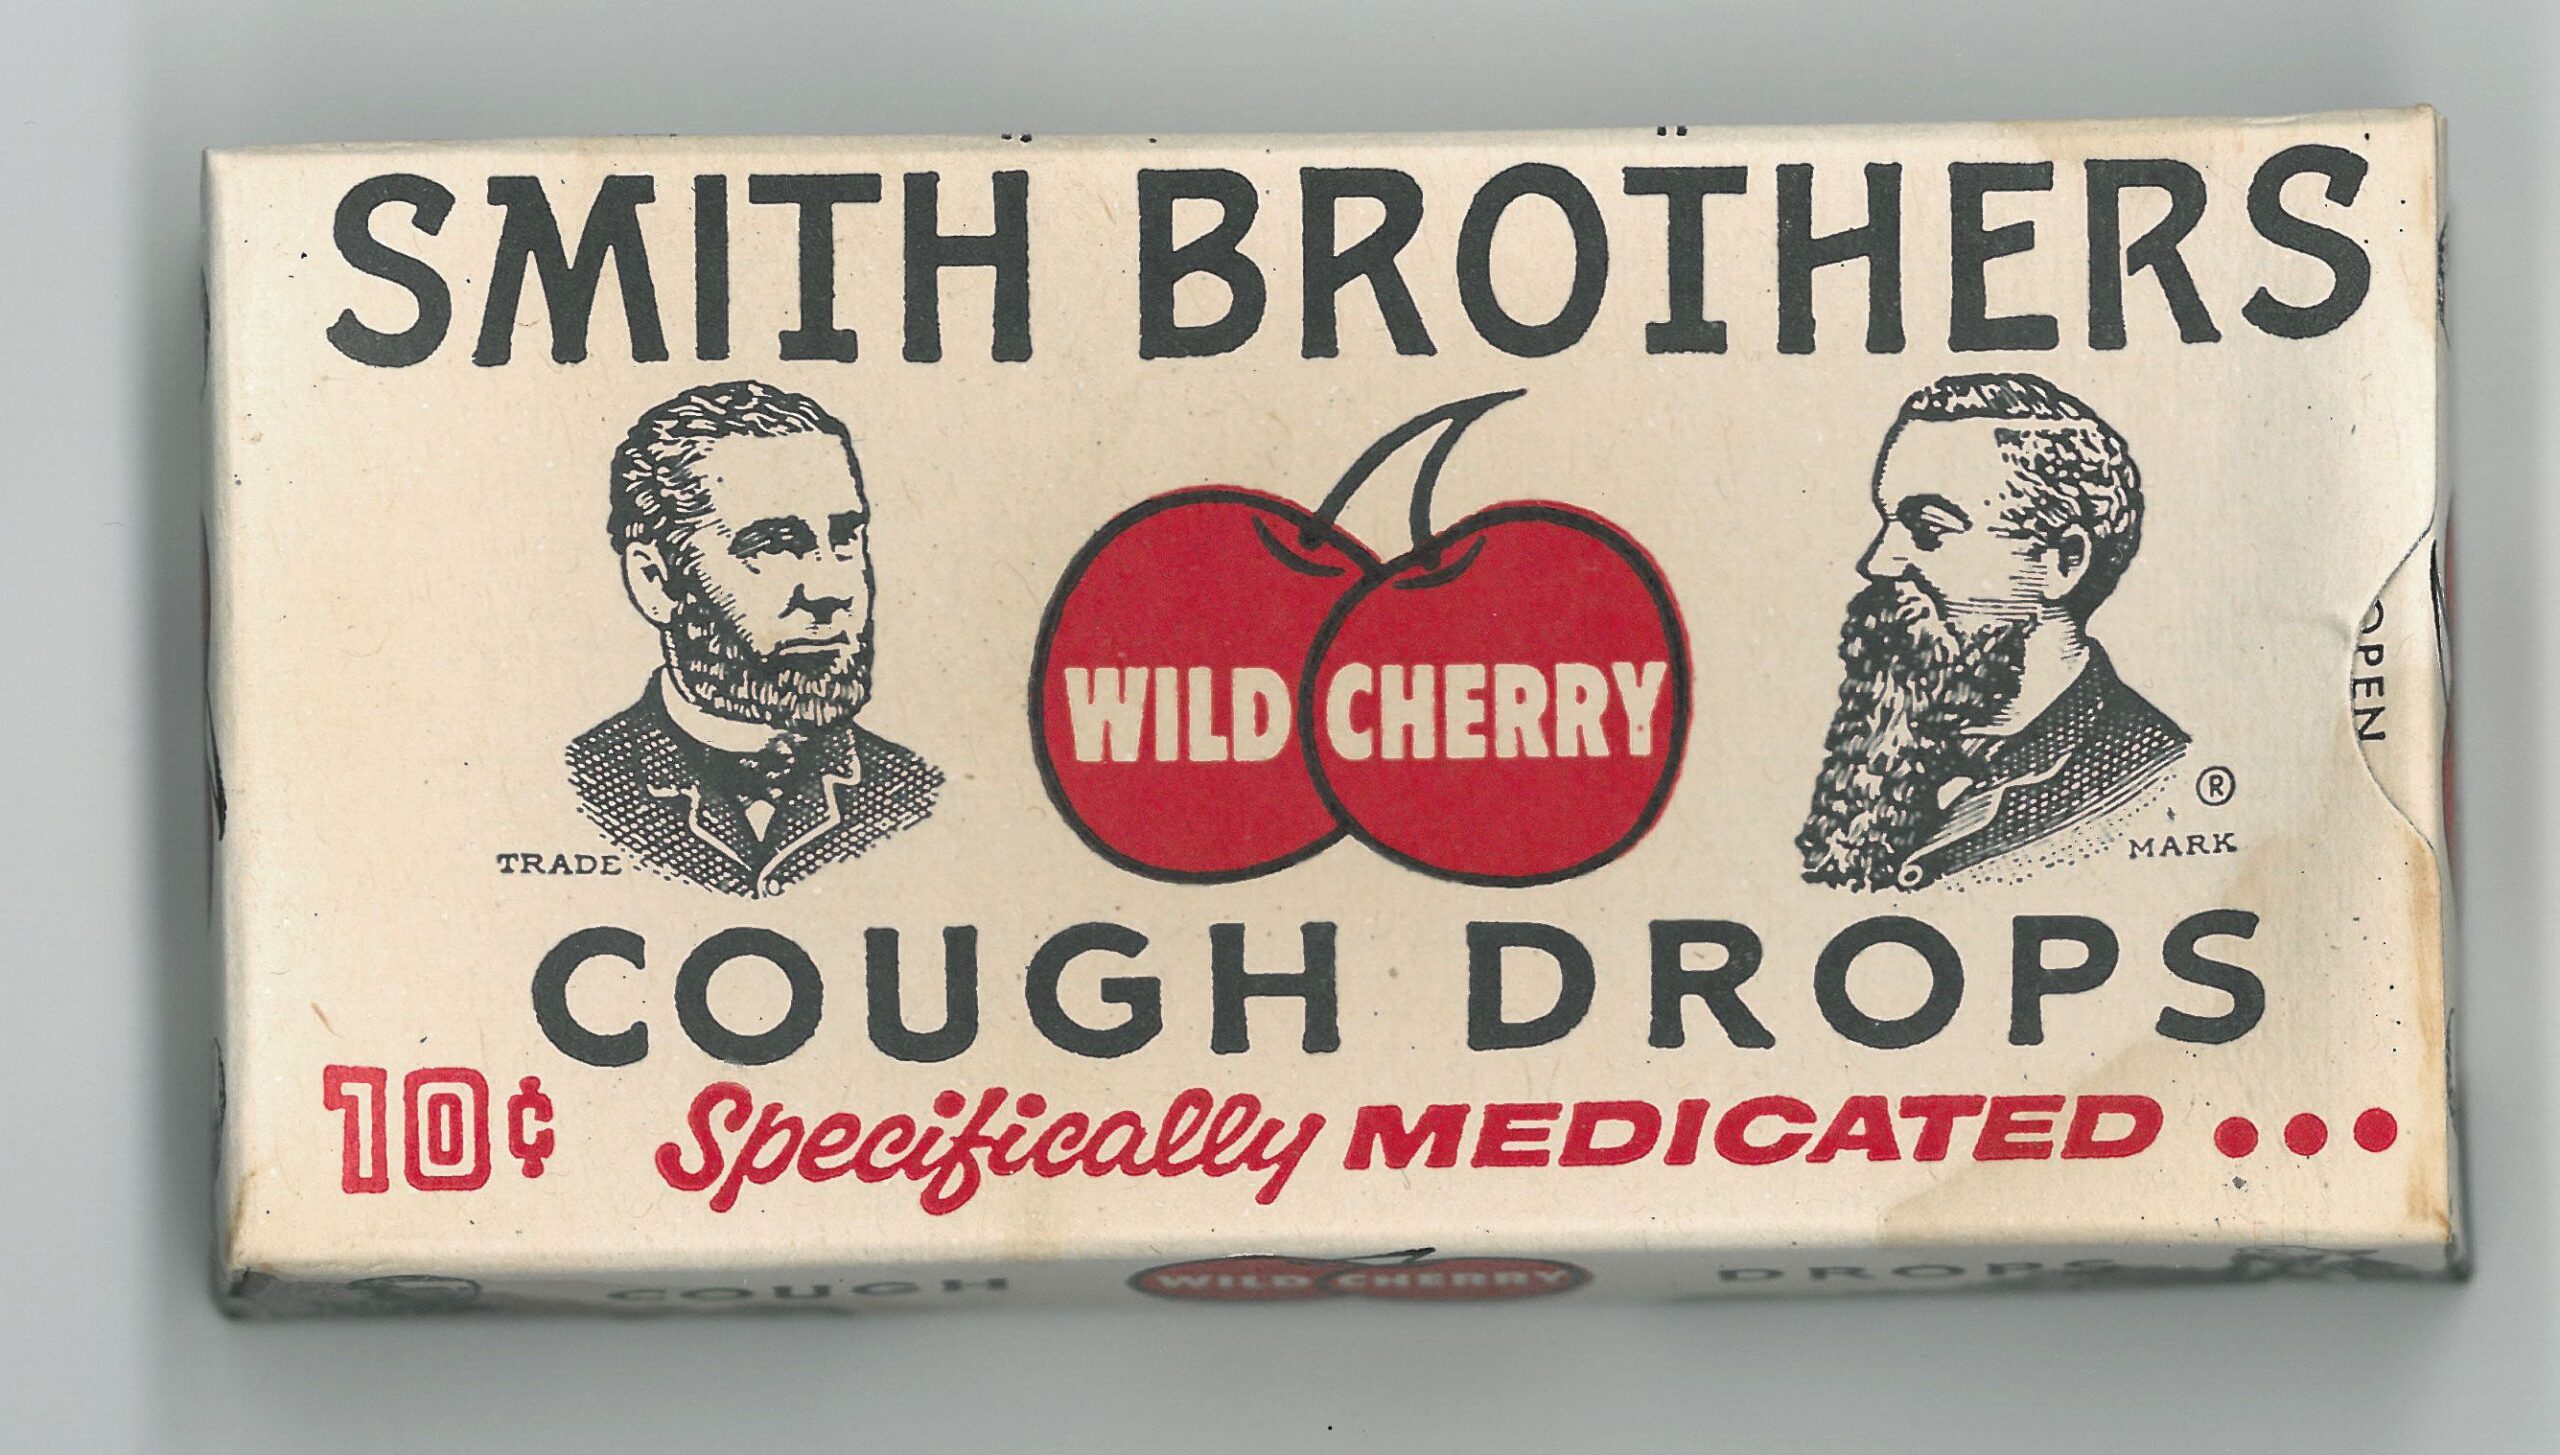 SMITH BROTHERS
WILD CHERRY
TRADE
®
MARK
OPEN
COUGH DROPS
10¢ Specifically MEDICATED...
COUGH WILD CHERRY DROPS